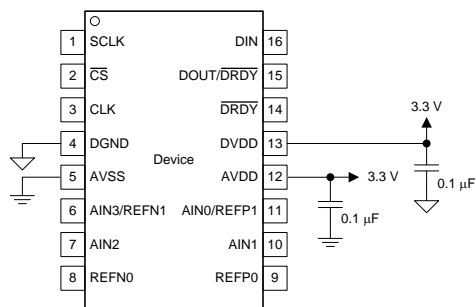 1 SCLK DIN 16
2 CS DOUT/DRDY 15
3 CLK DRDY 14
3.3 V
4 DGND DVDD 13
Device
0.1 µF
5 AVSS AVDD 12 3.3 V
6 AIN3/REFN1 AIN0/REFP1 11
0.1 µF
7 AIN2 AIN1 10
8 REFN0 REFP0 9